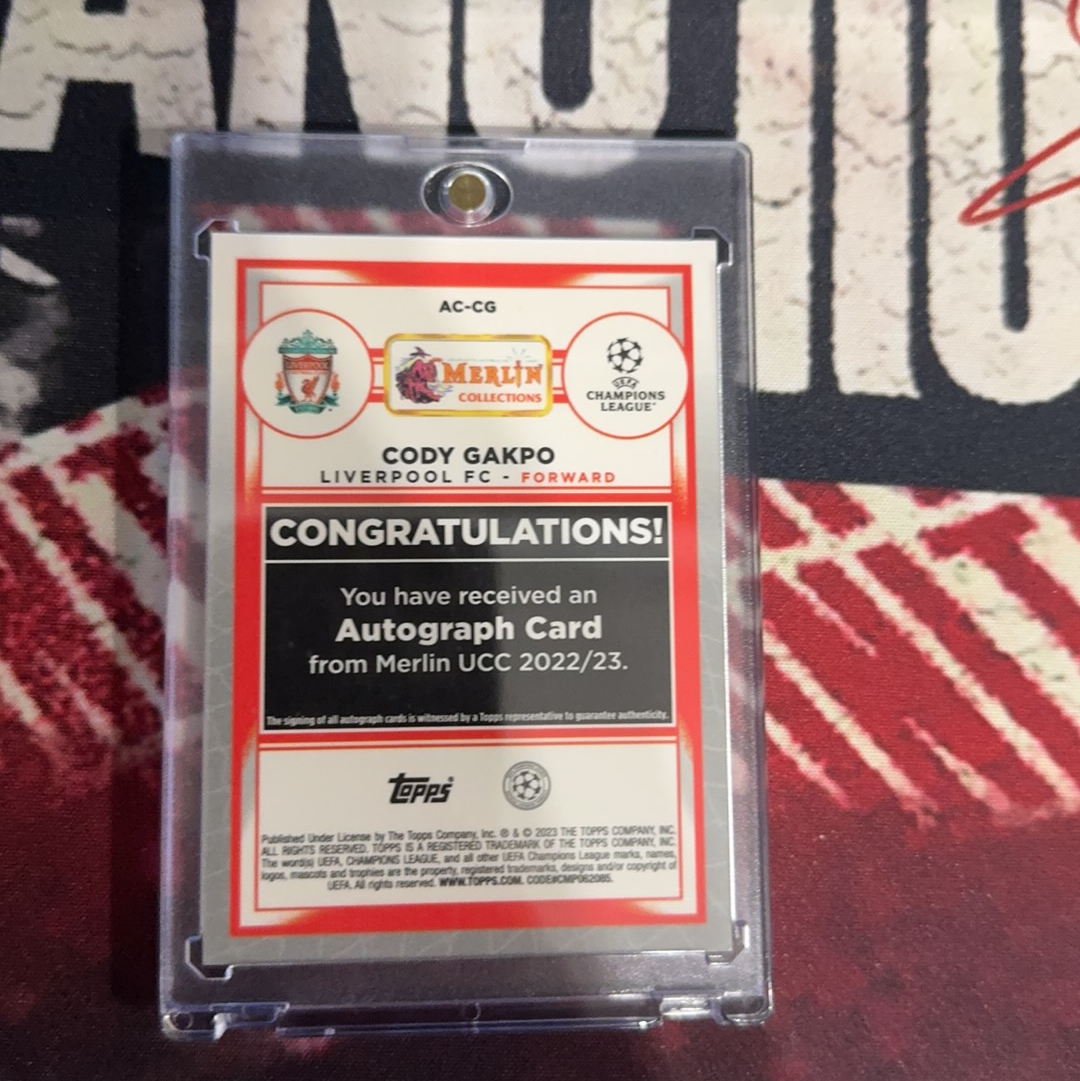 AC-CG
LIVERPOOL
MERLIN
COLLECTIONS
UEFA
CHAMPIONS
LEAGUE
CODY GAKPO
LIVERPOOL FC - FORWARD
CONGRATULATIONS!
You have received an
Autograph Card
from Merlin UCC 2022/23.
The signing of all autograph cards is witnessed by a Topps representative to guarantee authenticity.
Topps
Published Under License by The Topps Company, Inc. ® & © 2023 THE TOPPS COMPANY, INC.
ALL RIGHTS RESERVED. TOPPS IS A REGISTERED TRADEMARK OF THE TOPPS COMPANY, INC.
The word(s) UEFA, CHAMPIONS LEAGUE, and all other UEFA Champions League marks, names,
logos, mascots and trophies are the property, registered trademarks, designs and/or copyright of
UEFA. All rights reserved. WWW.TOPPS.COM. CODE#CMP062085.